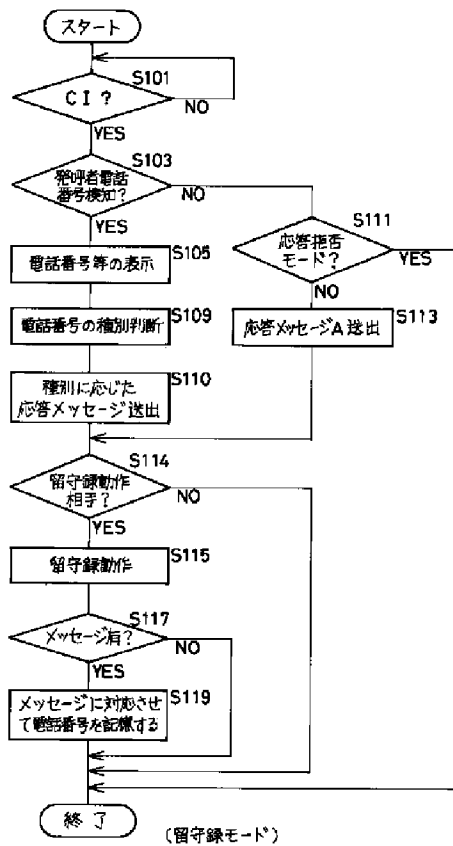 スタート
S101
CI?
NO
YES
S103
発呼者電話
番号検知?
NO
YES
S105
電話番号等の表示
S109
電話番号の種別判断
S110
種別に応じた
応答メッセージ送出
S111
応答拒否
モード?
YES
NO
S113
応答メッセージA送出
S114
留守録動作
相手?
NO
YES
S115
留守録動作
S117
メッセージ有?
NO
YES
S119
メッセージに対応させ
て電話番号を記憶する
終了
(留守録モード)